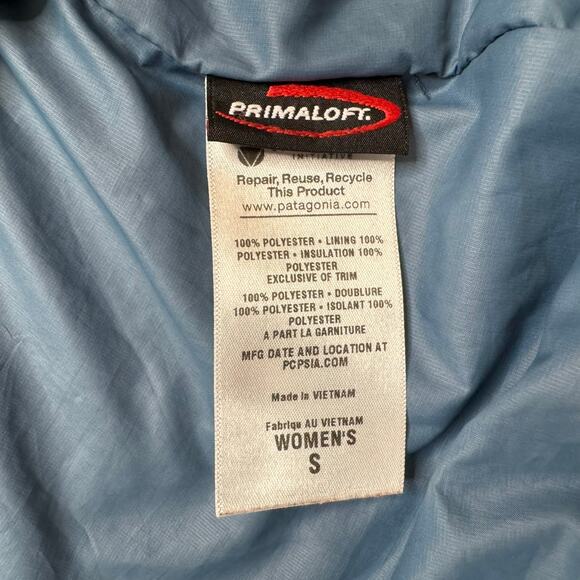 PRIMALOFT.
INITIATIVE
Repair, Reuse, Recycle
This Product
www.patagonia.com
100% POLYESTER • LINING 100%
POLYESTER • INSULATION 100%
POLYESTER
EXCLUSIVE OF TRIM
100% POLYESTER • DOUBLURE
100% POLYESTER • ISOLANT 100%
POLYESTER
A PART LA GARNITURE
MFG DATE AND LOCATION AT
PCPSIA.COM
Made in VIETNAM
Fabriqu AU VIETNAM
WOMEN'S
S